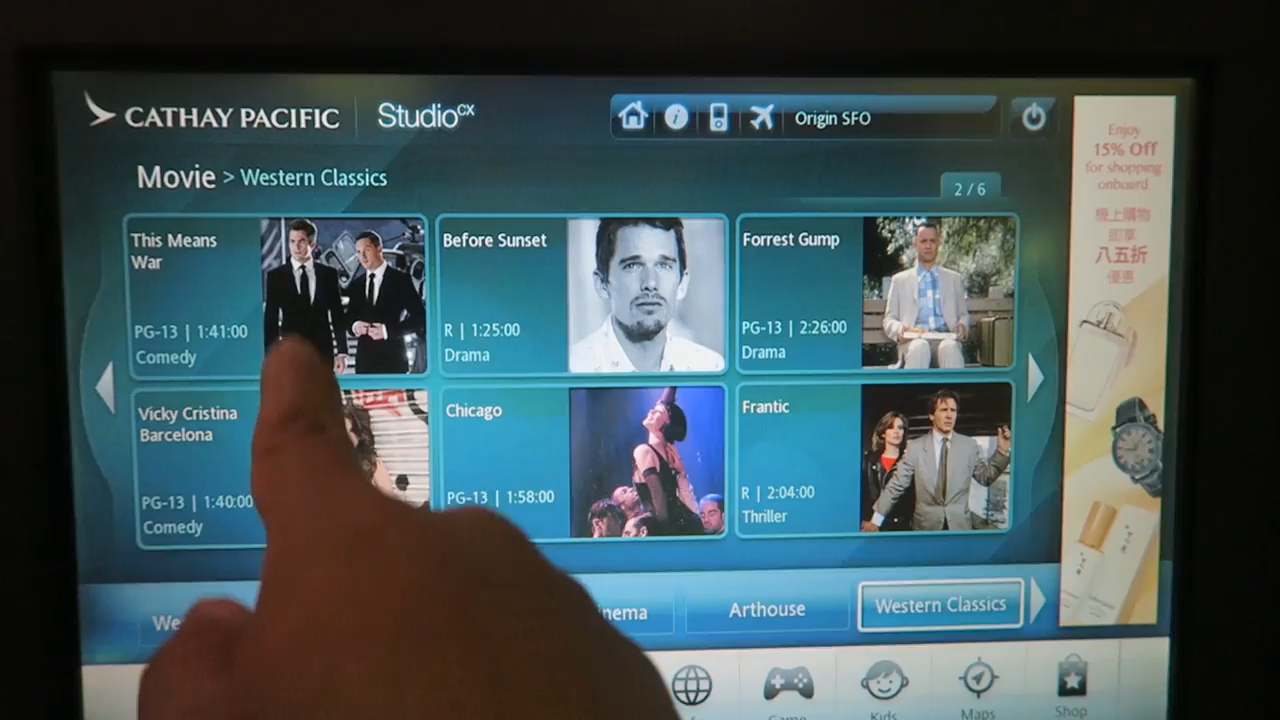 CATHAY PACIFIC
StudioCX
Origin SFO
Movie > Western Classics
2 / 6
This Means
War
PG-13 | 1:41:00
Comedy
Before Sunset
R | 1:25:00
Drama
Forrest Gump
PG-13 | 2:26:00
Drama
Vicky Cristina
Barcelona
PG-13 | 1:40:00
Comedy
Chicago
PG-13 | 1:58:00
Frantic
R | 2:04:00
Thriller
Arthouse
Western Classics
Game
Kids
Maps
Shop
Enjoy
15% Off
for shopping
onboard
機上購物
即享
八五折
優惠